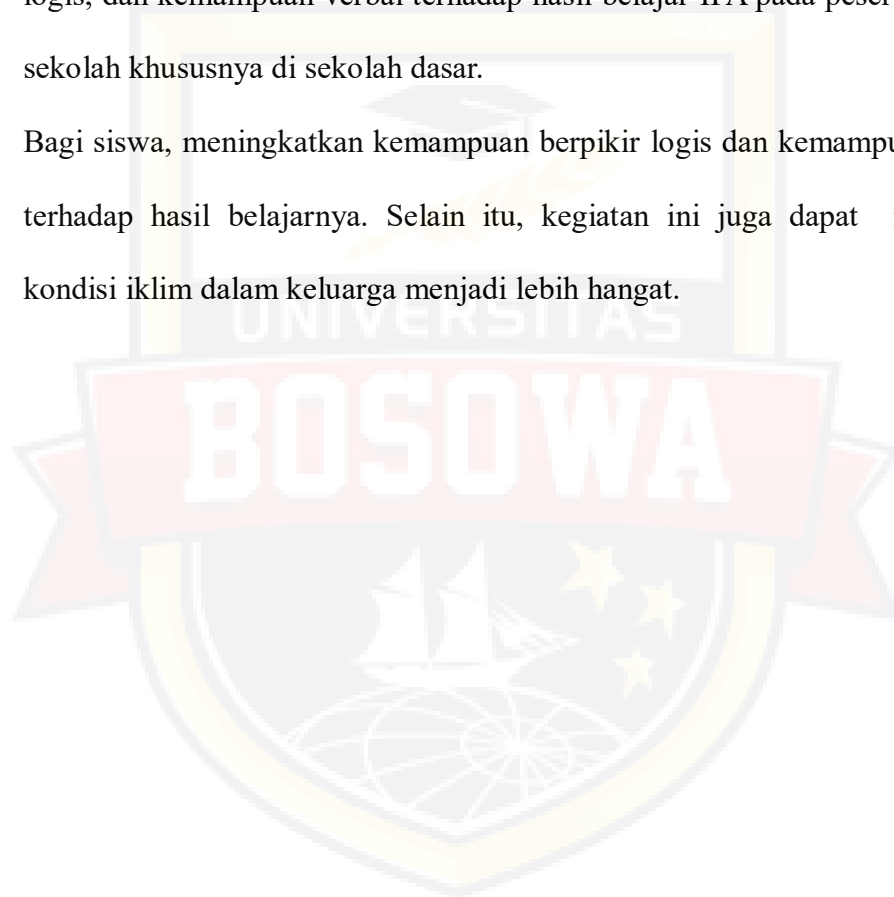 logis, dan kemampuan verbal terhadap hasil belajar IPA pada
sekolah khususnya di sekolah dasar.
Bagi siswa, meningkatkan kemampuan berpikir logis dan
terhadap hasil belajarnya. Selain itu, kegiatan ini juga dapat
kondisi iklim dalam keluarga menjadi lebih hangat.
UNIVERSITAS
BOSOWA